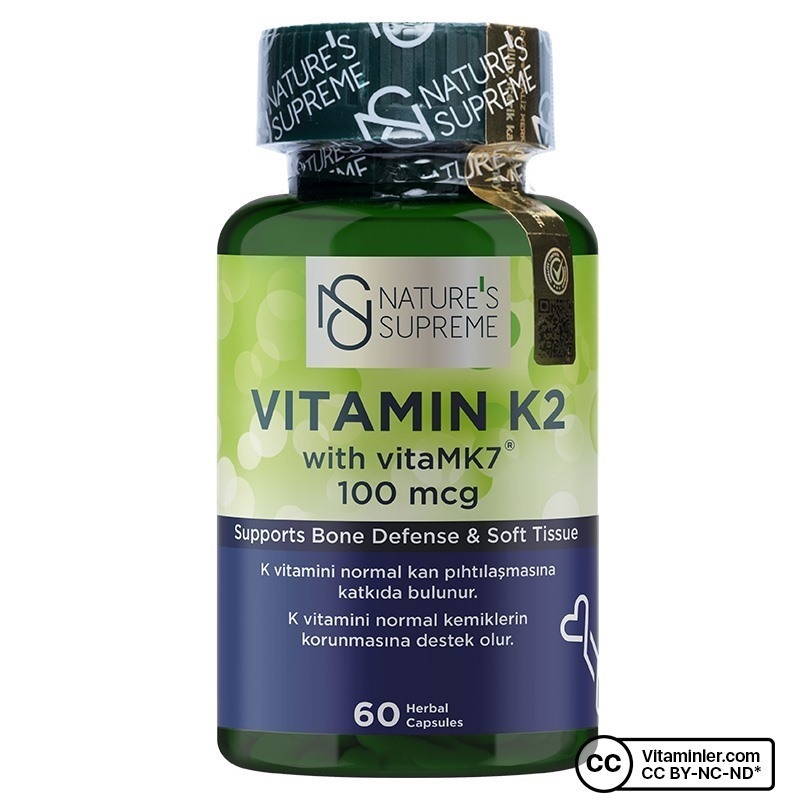 NATURE'S
SUPREME
NATURE'S
SUPREME
NATURE'S
SUPREME
VITAMIN K2
with vitaMK7®
100 mcg
Supports Bone Defense & Soft Tissue
K vitamini normal kan pıhtılaşmasına
katkıda bulunur.
K vitamini normal kemiklerin
korunmasına destek olur.
60 Herbal
Capsules
CC
Vitaminler.com
CC BY-NC-ND*